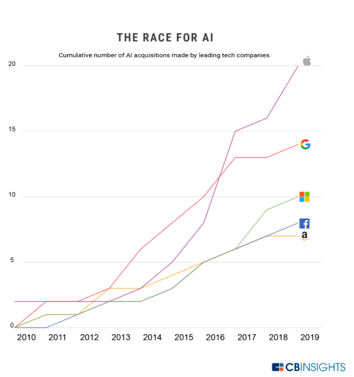 THE RACE FOR AI
Cumulative number of AI acquisitions made by leading tech companies.
20
15
10
5
0
2010 2011 2012 2013 2014 2015 2016 2017 2018 2019
CBINSIGHTS